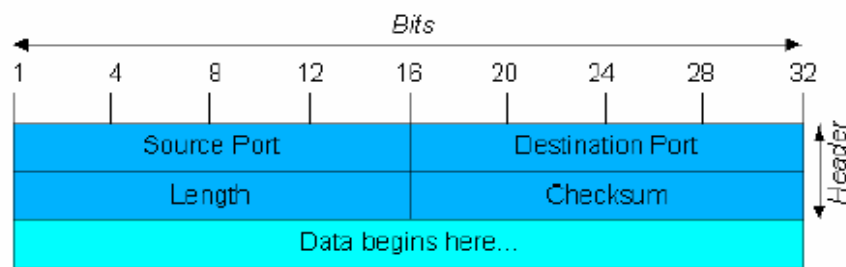 Bits
1 4 8 12 16 20 24 28 32
Source Port Destination Port
Length Checksum
Header
Data begins here...